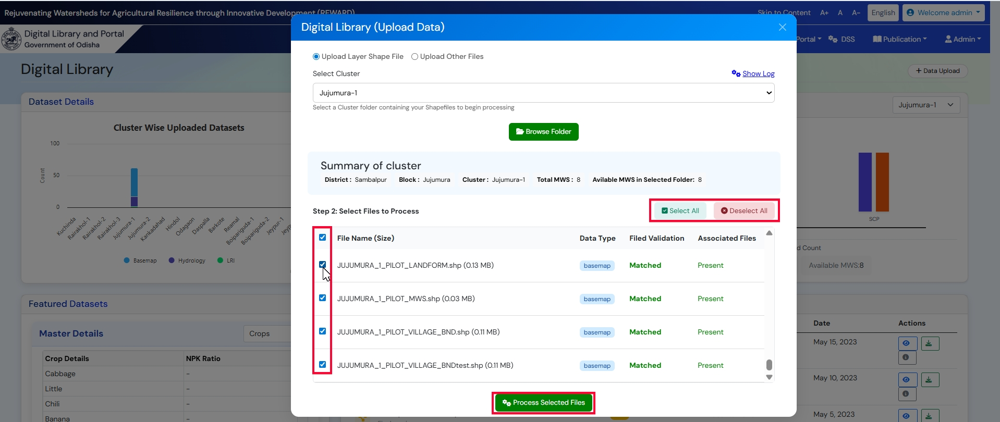 Rejuvenating Watersheds for Agricultural Resilience through Innovative Development (REWARD)
Skip to Content A+ A A- English Welcome admin
Digital Library and Portal
Government of Odisha
Portal DSS Publication Admin
Digital Library
+ Data Upload
Dataset Details
Jujumura-1
Cluster Wise Uploaded Datasets
100
50
0
Count
Kuchinda
Rairakhol-1
Rairakhol-2
Rairakhol-3
Jujumura-1
Jujumura-2
Kankadahad
Hindol
Odagaon
Daspalla
Barkote
Reamal
Boipariguda-1
Boipariguda-2
Jeypur-1
Basemap Hydrology LRI
SCP
d Count
Available MWS:8
Featured Datasets
Master Details
Crops
Crop Details NPK Ratio
Cabbage -
Little -
Chili -
Banana -
Date Actions
May 15, 2023
May 10, 2023
May 5, 2023
Digital Library (Upload Data)
Upload Layer Shape File Upload Other Files
Select Cluster
Show Log
Jujumura-1
Select a Cluster folder containing your Shapefiles to begin processing
Browse Folder
Summary of cluster
District : Sambalpur Block : Jujumura Cluster : Jujumura-1 Total MWS : 8 Avilable MWS in Selected Folder: 8
Step 2: Select Files to Process
Select All Deselect All
File Name (Size) Data Type Filed Validation Associated Files
JUJUMURA_1_PILOT_LANDFORM.shp (0.13 MB) basemap Matched Present
JUJUMURA_1_PILOT_MWS.shp (0.03 MB) basemap Matched Present
JUJUMURA_1_PILOT_VILLAGE_BND.shp (0.11 MB) basemap Matched Present
JUJUMURA_1_PILOT_VILLAGE_BNDtest.shp (0.11 MB) basemap Matched Present
Process Selected Files